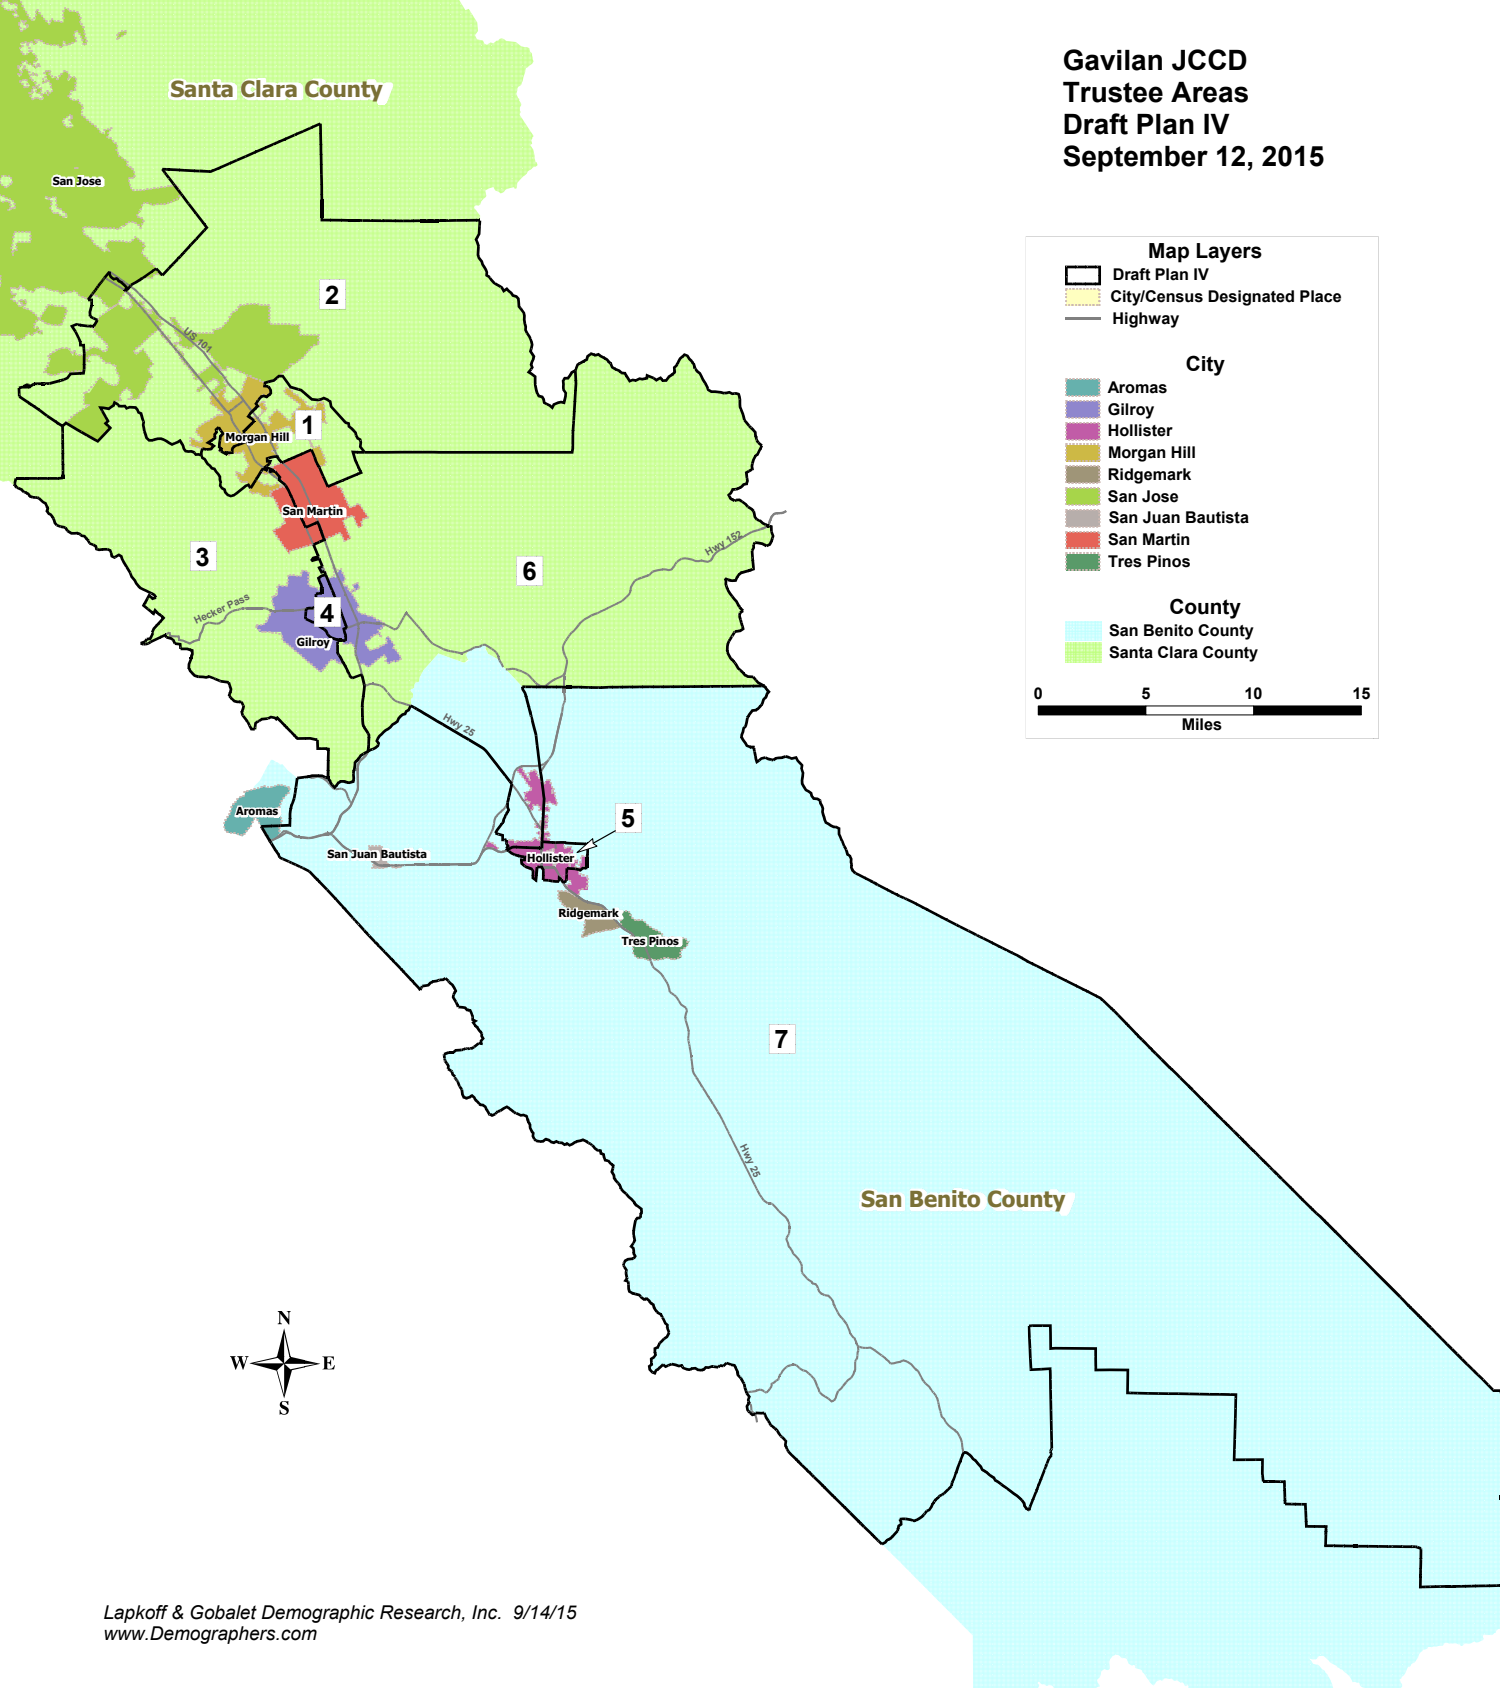 Gavilan JCCD
Trustee Areas
Draft Plan IV
September 12, 2015
Santa Clara County
San Jose
2
US 101
1
Morgan Hill
San Martin
3
6
Hwy 152
Hecker Pass
4
Gilroy
Hwy 25
Aromas
San Juan Bautista
5
Hollister
Ridgemark
Tres Pinos
7
Hwy 25
San Benito County
Map Layers
Draft Plan IV
City/Census Designated Place
Highway
City
Aromas
Gilroy
Hollister
Morgan Hill
Ridgemark
San Jose
San Juan Bautista
San Martin
Tres Pinos
County
San Benito County
Santa Clara County
0 5 10 15
Miles
N
W E
S
Lapkoff & Gobalet Demographic Research, Inc. 9/14/15
www.Demographers.com